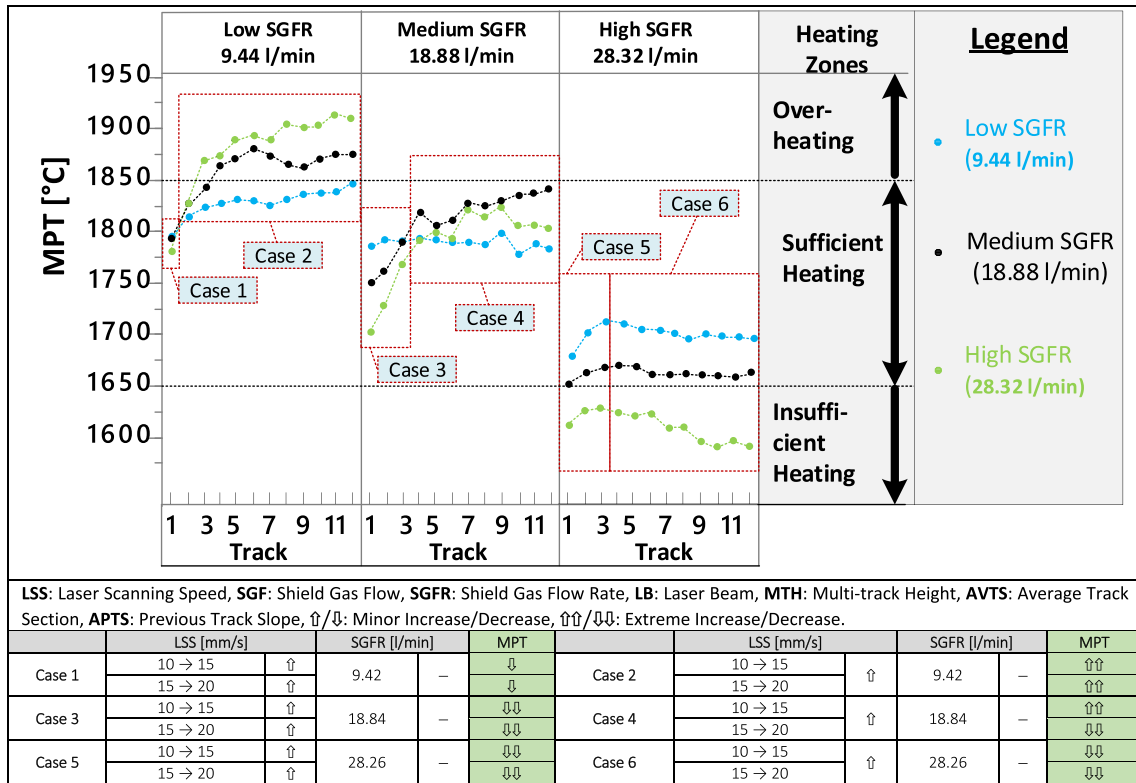 Low SGFR
9.44 l/min
Medium SGFR
18.88 l/min
High SGFR
28.32 l/min
Heating
Zones
Legend
MPT [°C]
1950
1900
1850
1800
1750
1700
1650
1600
Case 1
Case 2
Case 3
Case 4
Case 5
Case 6
Over-
heating
Sufficient
Heating
Insuffi-
cient
Heating
Low SGFR
(9.44 l/min)
Medium SGFR
(18.88 l/min)
High SGFR
(28.32 l/min)
1 3 5 7 9 11
1 3 5 7 9 11
1 3 5 7 9 11
Track
Track
Track
LSS: Laser Scanning Speed, SGF: Shield Gas Flow, SGFR: Shield Gas Flow Rate, LB: Laser Beam, MTH: Multi-track Height, AVTS: Average Track
Section, APTS: Previous Track Slope, ⇧/⇩: Minor Increase/Decrease, ⇧⇧/⇩⇩: Extreme Increase/Decrease.
LSS [mm/s] SGFR [l/min] MPT LSS [mm/s] SGFR [l/min] MPT
Case 1 10 → 15 ⇧ 9.42 – ⇩ Case 2 10 → 15 ⇧ 9.42 – ⇧⇧
15 → 20 ⇧ ⇩ 15 → 20 ⇧⇧
Case 3 10 → 15 ⇧ 18.84 – ⇩⇩ Case 4 10 → 15 ⇧ 18.84 – ⇧⇧
15 → 20 ⇧ ⇩⇩ 15 → 20 ⇩⇩
Case 5 10 → 15 ⇧ 28.26 – ⇩⇩ Case 6 10 → 15 ⇧ 28.26 – ⇩⇩
15 → 20 ⇧ ⇩⇩ 15 → 20 ⇩⇩